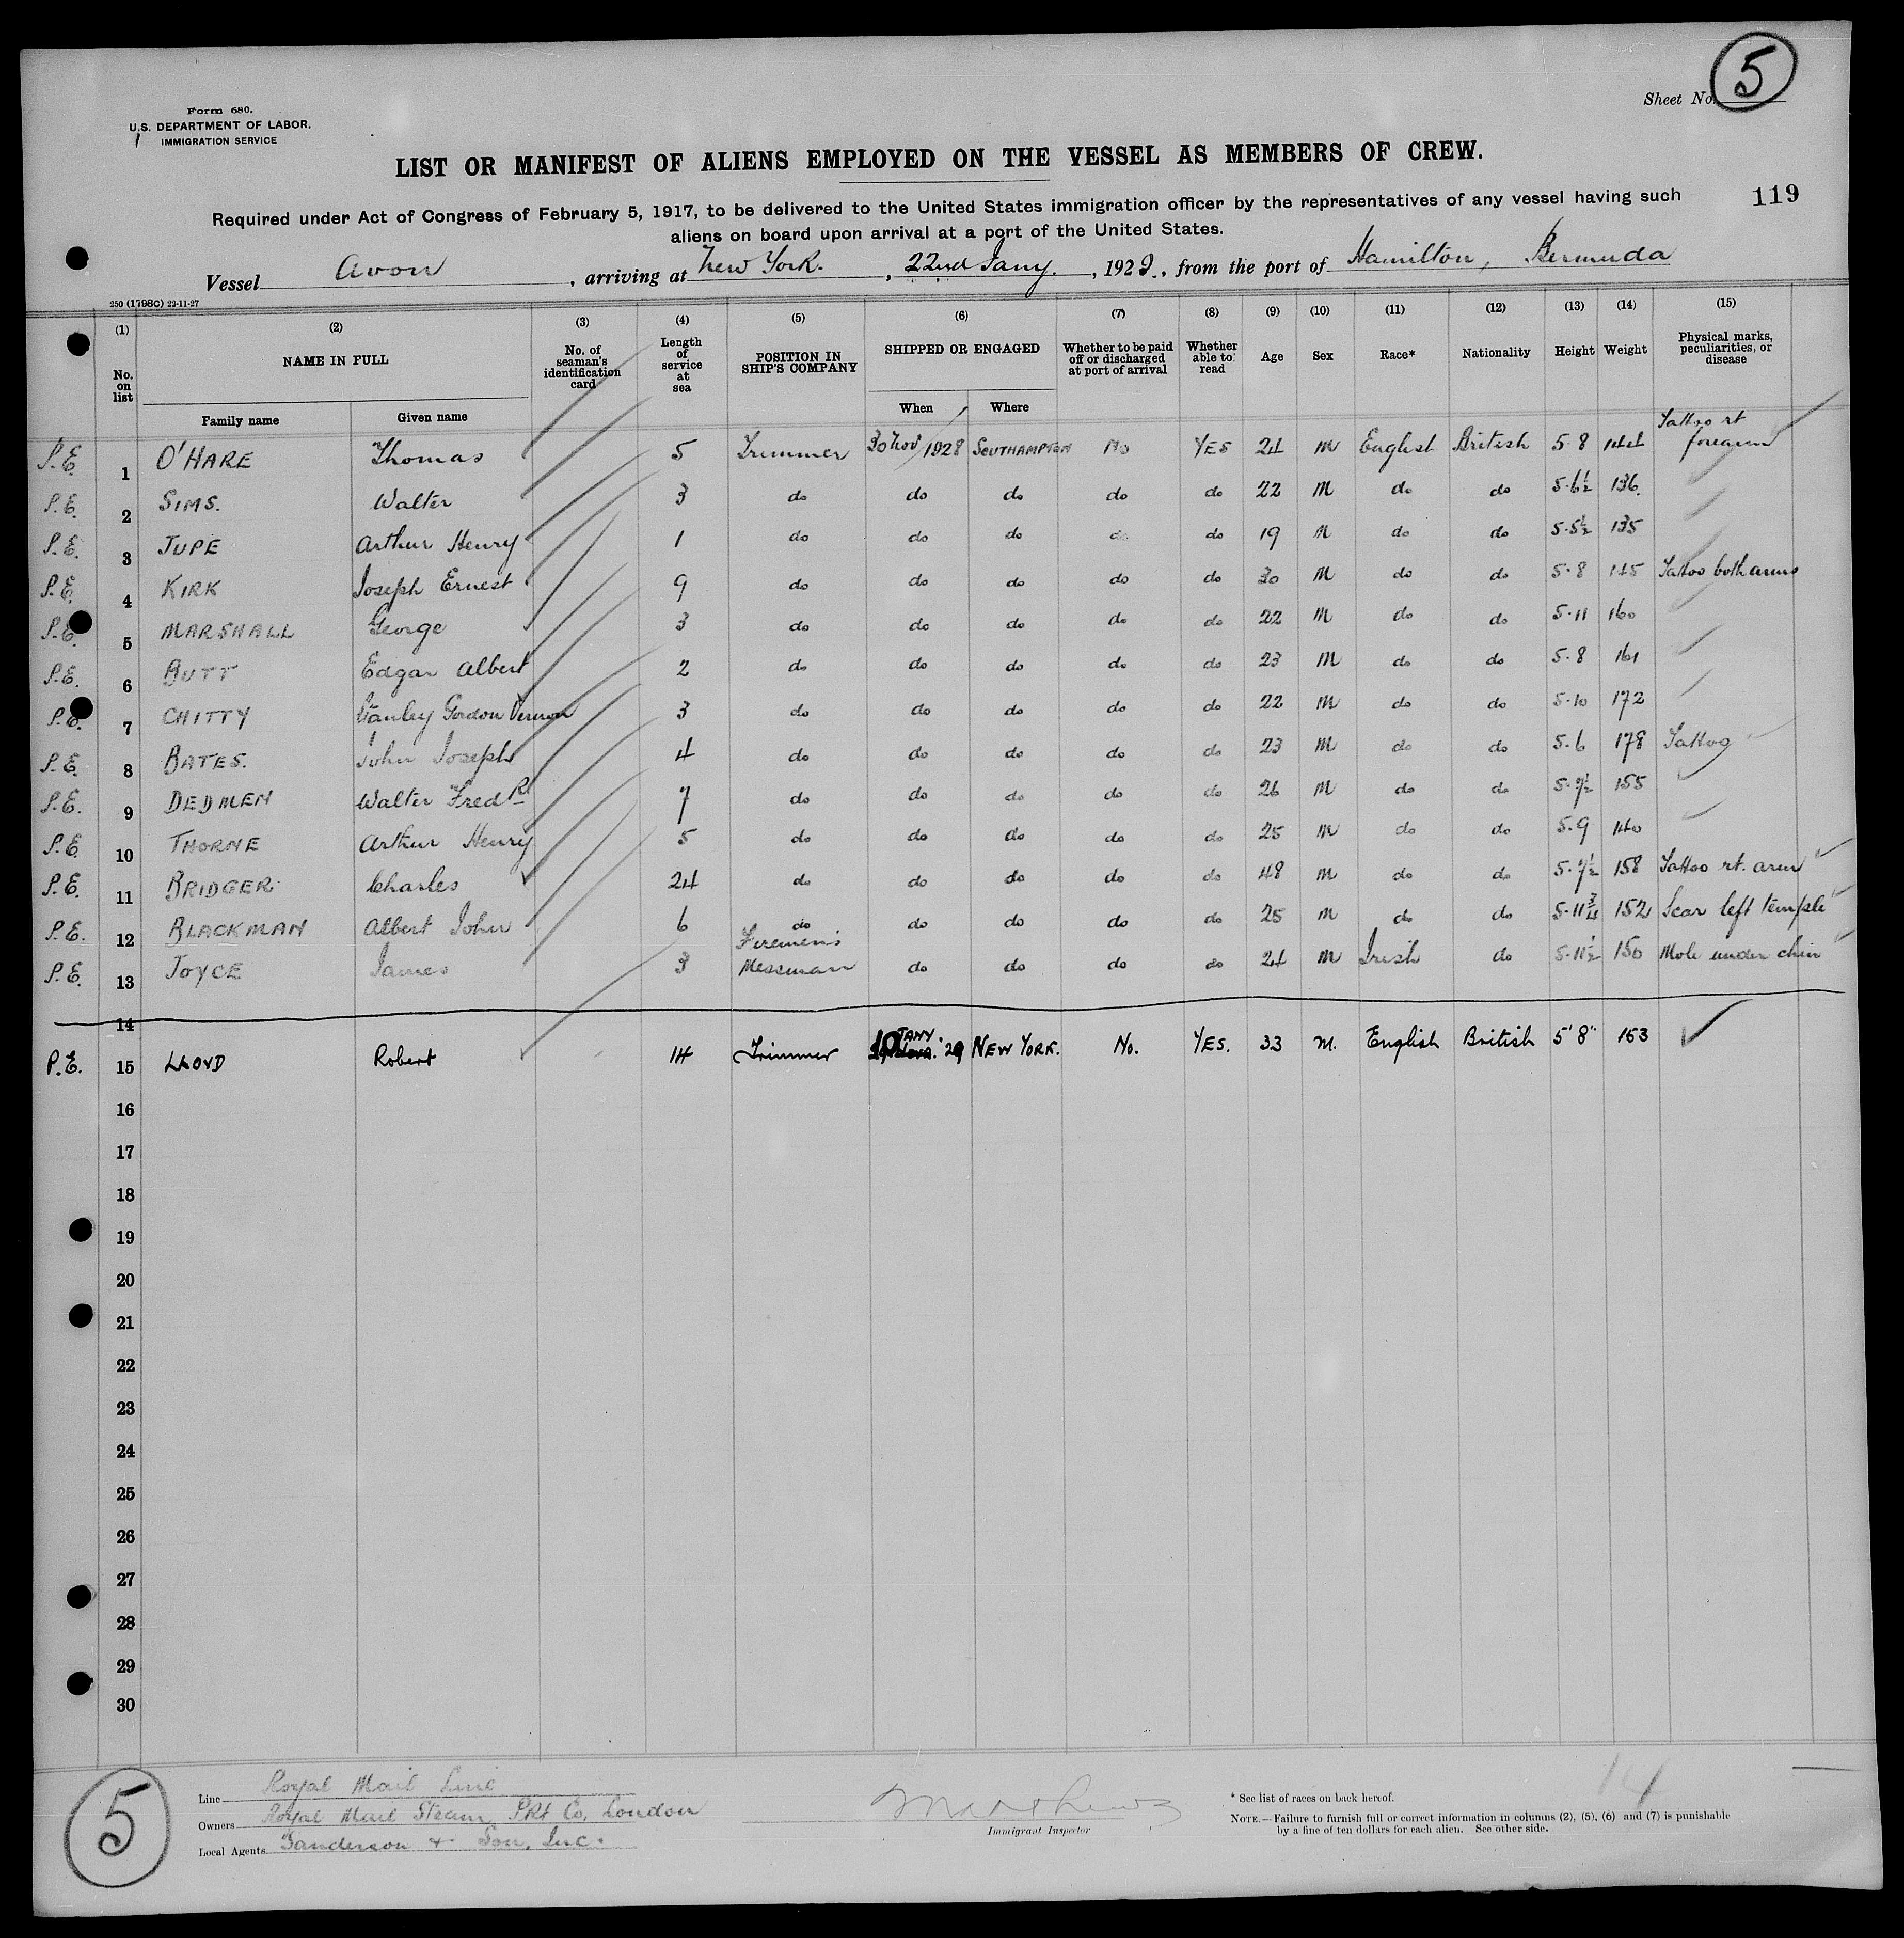 5
Sheet No.
Form 680.
U.S. DEPARTMENT OF LABOR.
IMMIGRATION SERVICE
LIST OR MANIFEST OF ALIENS EMPLOYED ON THE VESSEL AS MEMBERS OF CREW.
119
Required under Act of Congress of February 5, 1917, to be delivered to the United States immigration officer by the representatives of any vessel having such
aliens on board upon arrival at a port of the United States.
Vessel Avon, arriving at New York., 22nd Jany., 1929., from the port of Hamilton, Bermuda
250 (1798C) 23-11-27
(1) (2) (3) (4) (5) (6) (7) (8) (9) (10) (11) (12) (13) (14) (15)
No. on list NAME IN FULL No. of seaman's identification card Length of service at sea POSITION IN SHIP'S COMPANY SHIPPED OR ENGAGED Whether to be paid off or discharged at port of arrival Whether able to read Age Sex Race* Nationality Height Weight Physical marks, peculiarities, or disease
Family name Given name When Where
P.E. 1 O'HARE Thomas 5 Trimmer 30 Nov 1928 SOUTHAMPTON No YES 24 M English British 5·8 144 Tattoo rt forearm
P.E. 2 SIMS. Walter 3 do do do do do 22 M do do 5·6½ 136
P.E. 3 JUPE Arthur Henry 1 do do do do do 19 M do do 5·5½ 135
P.E. 4 KIRK Joseph Ernest 9 do do do do do 30 M do do 5·8 145 Tattoo both arms
P.E. 5 MARSHALL George 3 do do do do do 22 M do do 5·11 160
P.E. 6 BUTT Edgar Albert 2 do do do do do 23 M do do 5·8 161
P.E. 7 CHITTY Stanley Gordon Vernon 3 do do do do do 22 M do do 5·10 172
P.E. 8 BATES. John Joseph 4 do do do do do 23 M do do 5·6 178 Tattoo
P.E. 9 DEDMEN Walter Fredk 7 do do do do do 26 M do do 5·7½ 155
P.E. 10 THORNE Arthur Henry 5 do do do do do 25 M do do 5·9 140
P.E. 11 BRIDGER Charles 24 do do do do do 48 M do do 5·7½ 158 Tattoo rt. arm
P.E. 12 BLACKMAN Albert John 6 do do do do do 25 M do do 5·11¾ 152 Scar left temple
P.E. 13 JOYCE James 3 Firemen's Messman do do do do 24 M Irish do 5·11½ 150 Mole under chin
14
P.E. 15 LLOYD Robert 14 Trimmer 10 JANY. 29 NEW YORK. No. YES. 33 M. English British 5'8" 153
16
17
18
19
20
21
22
23
24
25
26
27
28
29
30
14
5
Line Royal Mail Line
Owners Royal Mail Steam Pkt Co, London
Local Agents Sanderson + Son, Inc.
Matthews
Immigrant Inspector
* See list of races on back hereof.
NOTE.—Failure to furnish full or correct information in columns (2), (5), (6) and (7) is punishable
by a fine of ten dollars for each alien. See other side.